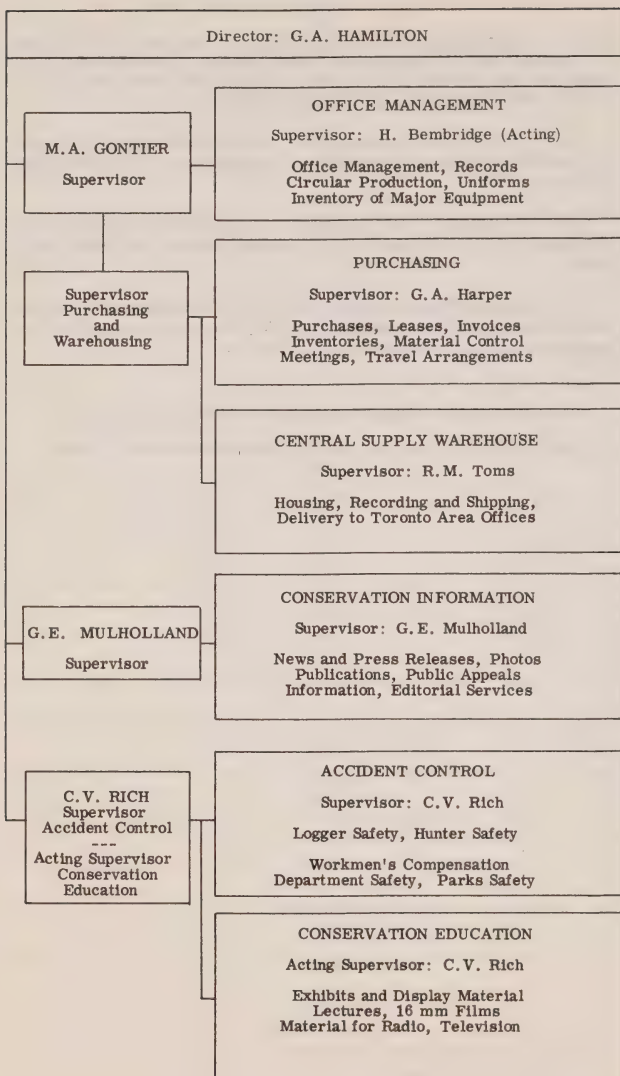 Director: G.A. HAMILTON
M.A. GONTIER
Supervisor
OFFICE MANAGEMENT
Supervisor: H. Bembridge (Acting)
Office Management, Records
Circular Production, Uniforms
Inventory of Major Equipment
Supervisor
Purchasing
and
Warehousing
PURCHASING
Supervisor: G.A. Harper
Purchases, Leases, Invoices
Inventories, Material Control
Meetings, Travel Arrangements
CENTRAL SUPPLY WAREHOUSE
Supervisor: R.M. Toms
Housing, Recording and Shipping,
Delivery to Toronto Area Offices
G.E. MULHOLLAND
Supervisor
CONSERVATION INFORMATION
Supervisor: G.E. Mulholland
News and Press Releases, Photos
Publications, Public Appeals
Information, Editorial Services
C.V. RICH
Supervisor
Accident Control
---
Acting Supervisor
Conservation
Education
ACCIDENT CONTROL
Supervisor: C.V. Rich
Logger Safety, Hunter Safety
Workmen's Compensation
Department Safety, Parks Safety
CONSERVATION EDUCATION
Acting Supervisor: C.V. Rich
Exhibits and Display Material
Lectures, 16 mm Films
Material for Radio, Television